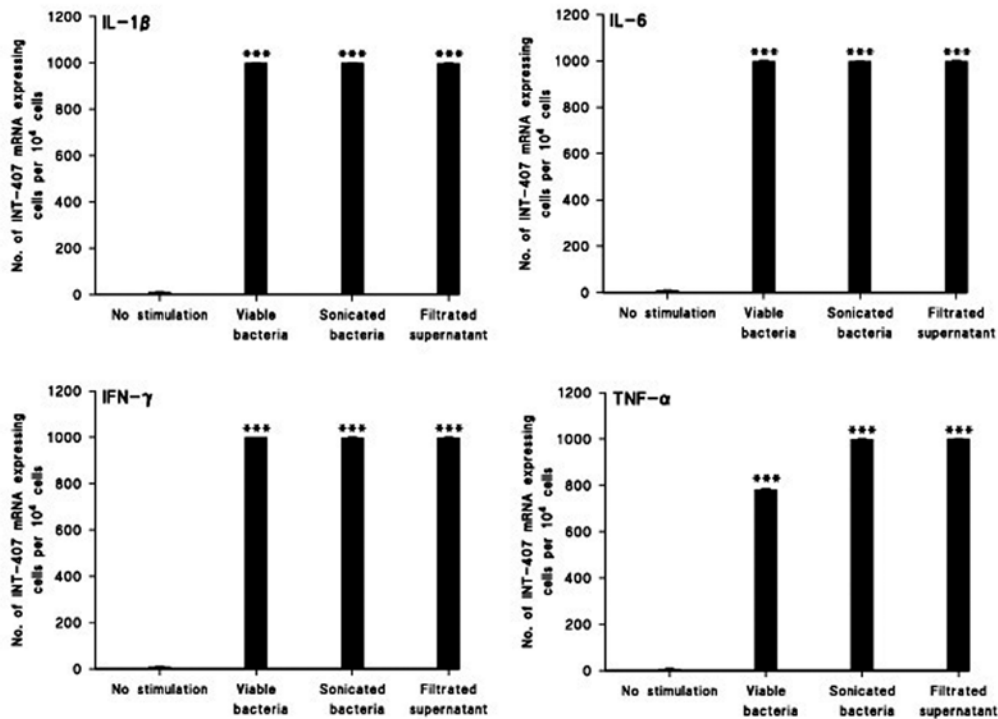 IL-1β
No. of INT-407 mRNA expressing
cells per 10⁴ cells
1200
1000
800
600
400
200
0
*** *** ***
No stimulation Viable Sonicated Filtrated
bacteria bacteria supernatant
IL-6
No. of INT-407 mRNA expressing
cells per 10⁴ cells
1200
1000
800
600
400
200
0
*** *** ***
No stimulation Viable Sonicated Filtrated
bacteria bacteria supernatant
IFN-γ
No. of INT-407 mRNA expressing
cells per 10⁴ cells
1200
1000
800
600
400
200
0
*** *** ***
No stimulation Viable Sonicated Filtrated
bacteria bacteria supernatant
TNF-α
No. of INT-407 mRNA expressing
cells per 10⁴ cells
1200
1000
800
600
400
200
0
*** *** ***
No stimulation Viable Sonicated Filtrated
bacteria bacteria supernatant